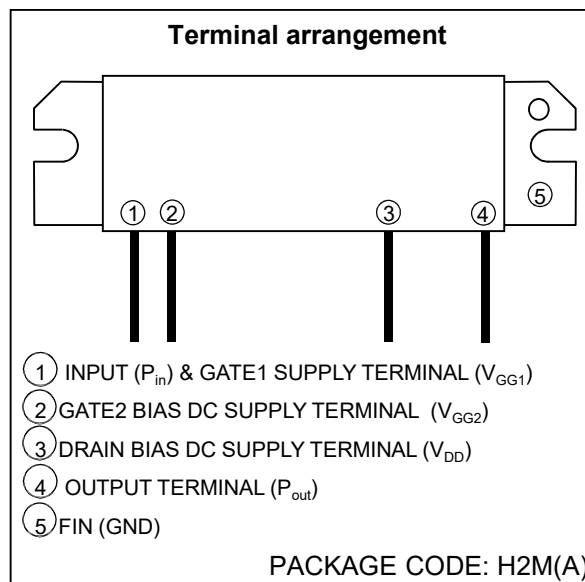 Terminal arrangement
⑤
① ② ③ ④
① INPUT (Pin) & GATE1 SUPPLY TERMINAL (VGG1)
② GATE2 BIAS DC SUPPLY TERMINAL (VGG2)
③ DRAIN BIAS DC SUPPLY TERMINAL (VDD)
④ OUTPUT TERMINAL (Pout)
⑤ FIN (GND)
PACKAGE CODE: H2M(A)